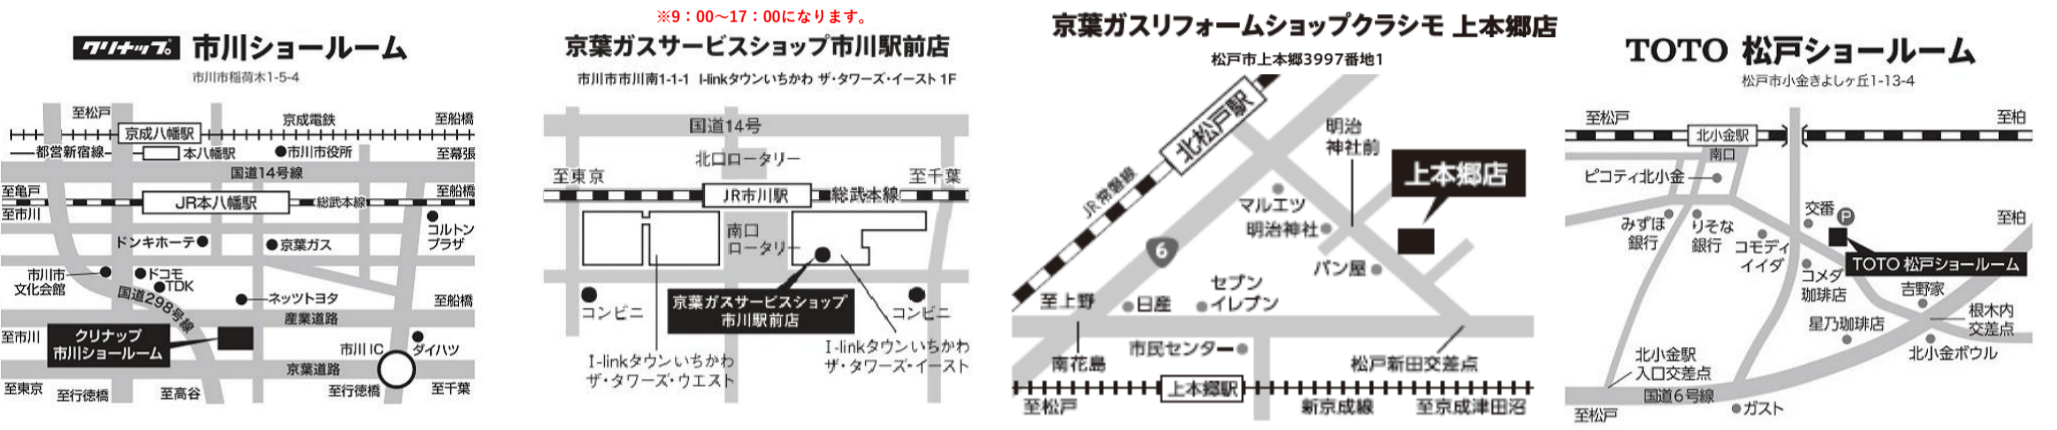 クリナップ 市川ショールーム
市川市稲荷木1-5-4
至松戸
京成電鉄
至船橋
京成八幡駅
都営新宿線
本八幡駅
市川市役所
至幕張
国道14号線
至亀戸
至船橋
JR本八幡駅
総武本線
至市川
コルトン
プラザ
ドンキホーテ
京葉ガス
市川市
文化会館
ドコモ
TDK
国道298号線
ネッツトヨタ
至船橋
産業道路
至市川
クリナップ
市川ショールーム
市川IC
ダイハツ
京葉道路
至東京
至行徳橋
至高谷
至行徳橋
至千葉
※9：00～17：00になります。
京葉ガスサービスショップ市川駅前店
市川市市川南1-1-1 I-linkタウンいちかわ ザ・タワーズ・イースト 1F
国道14号
北口ロータリー
至東京
至千葉
JR市川駅
総武本線
南口
ロータリー
コンビニ
京葉ガスサービスショップ
市川駅前店
コンビニ
I-linkタウンいちかわ
ザ・タワーズ・ウエスト
I-linkタウンいちかわ
ザ・タワーズ・イースト
京葉ガスリフォームショップクラシモ 上本郷店
松戸市上本郷3997番地1
北松戸駅
明治
神社前
上本郷店
JR常磐線
マルエツ
明治神社
6
パン屋
至上野
日産
セブン
イレブン
市民センター
南花島
松戸新田交差点
上本郷駅
至松戸
新京成線
至京成津田沼
TOTO 松戸ショールーム
松戸市小金きよしヶ丘1-13-4
至松戸
至柏
北小金駅
南口
ピコティ北小金
みずほ
銀行
りそな
銀行
交番
P
至柏
コモディ
イイダ
TOTO 松戸ショールーム
コメダ
珈琲店
吉野家
星乃珈琲店
根木内
交差点
北小金ボウル
北小金駅
入口交差点
国道6号線
至松戸
ガスト